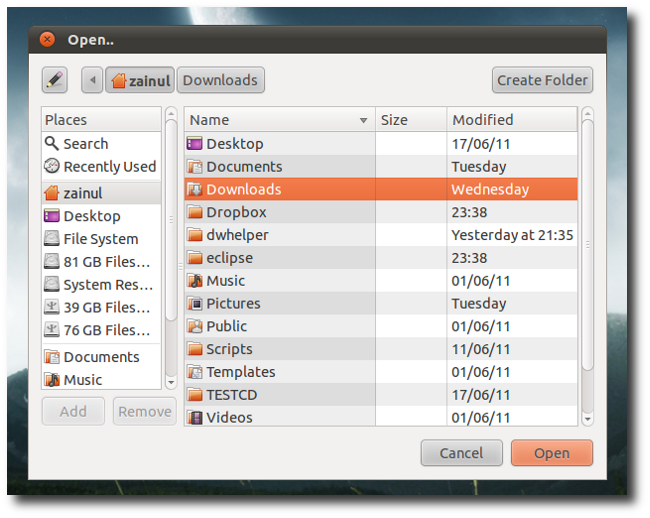 Open..
zainul Downloads Create Folder
Places
Search
Recently Used
zainul
Desktop
File System
81 GB Files...
System Res...
39 GB Files...
76 GB Files...
Documents
Music
Add Remove
Name Size Modified
Desktop 17/06/11
Documents Tuesday
Downloads Wednesday
Dropbox 23:38
dwhelper Yesterday at 21:35
eclipse 23:38
Music 01/06/11
Pictures Tuesday
Public 01/06/11
Scripts 11/06/11
Templates 01/06/11
TESTCD 17/06/11
Videos 01/06/11
Cancel Open